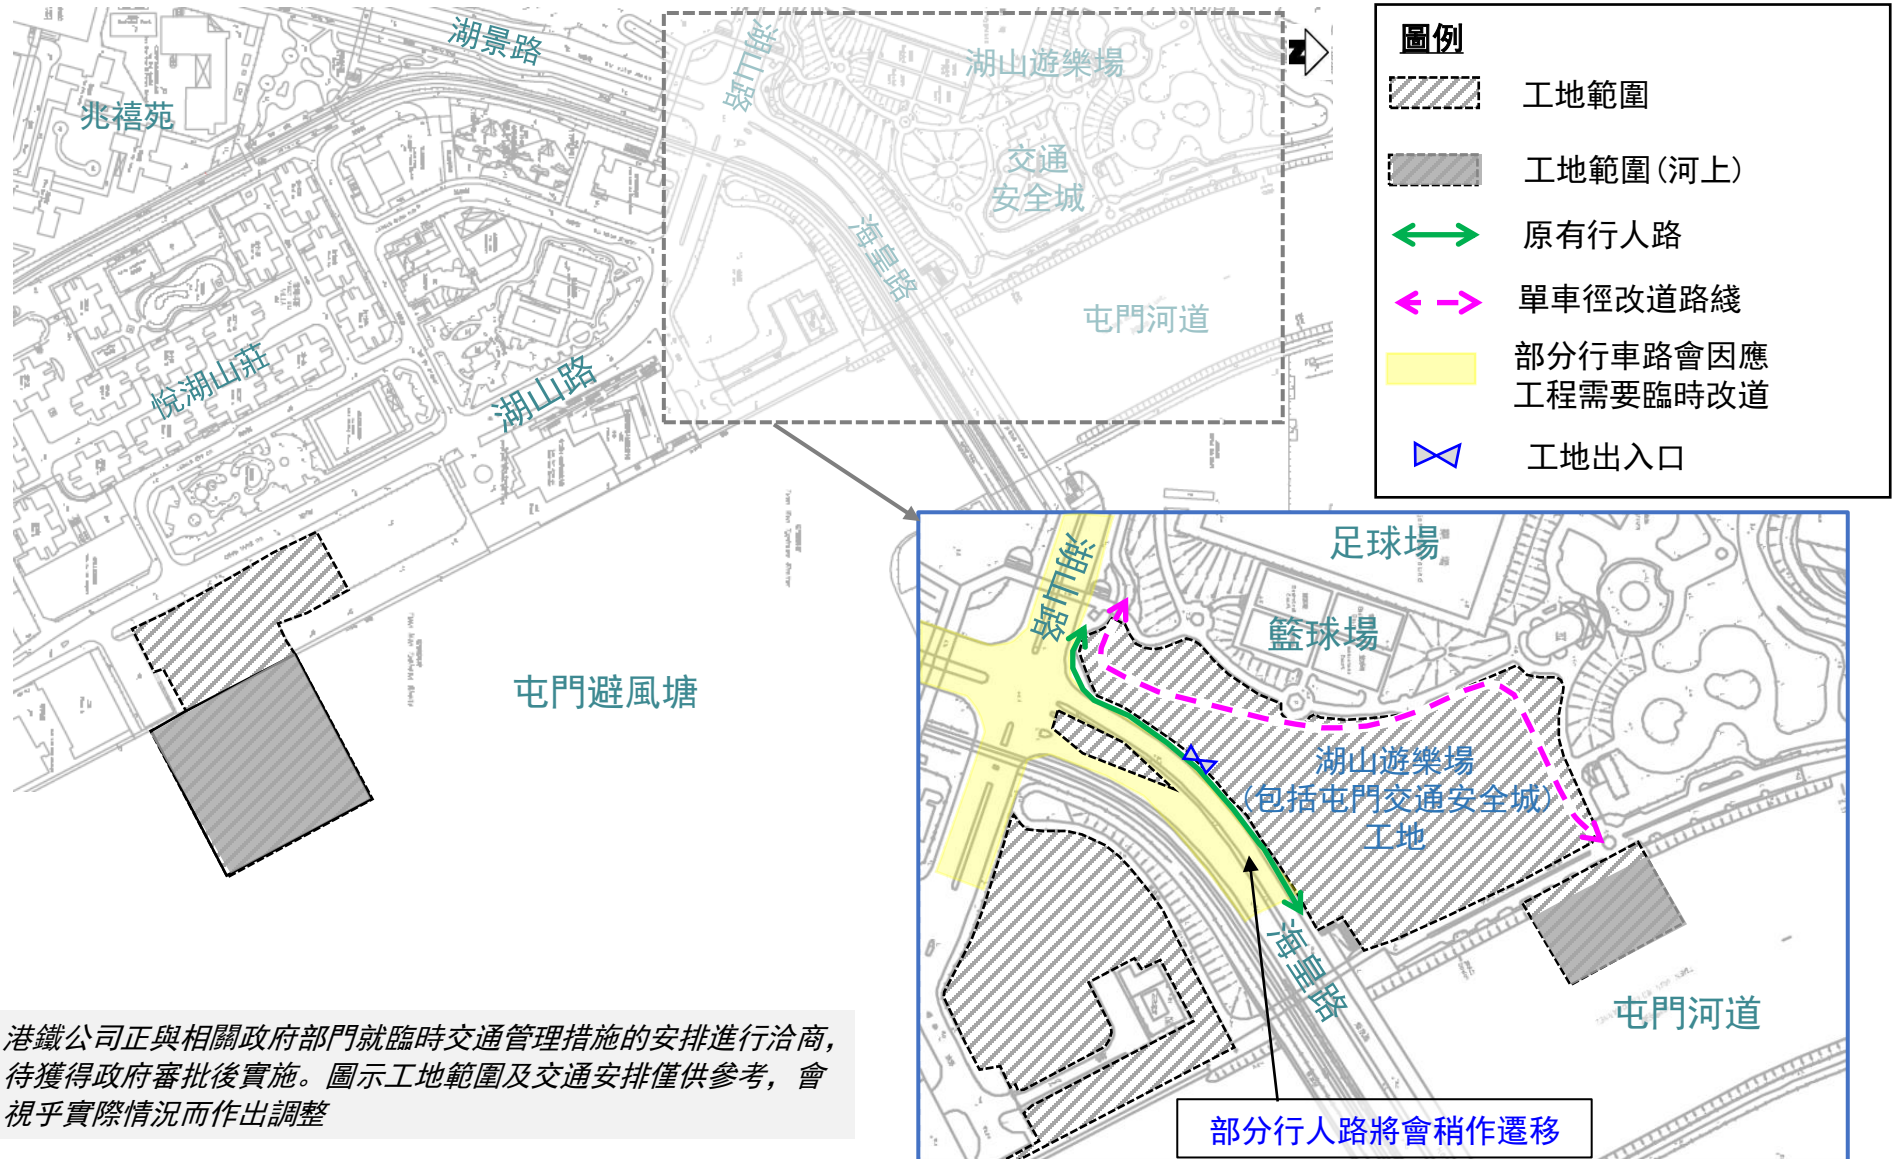 湖景路
兆禧苑
湖山路
湖山遊樂場
交通
安全城
海皇路
屯門河道
悅湖山莊
湖山路
屯門避風塘
N
圖例
工地範圍
工地範圍(河上)
原有行人路
單車徑改道路綫
部分行車路會因應
工程需要臨時改道
工地出入口
足球場
湖山路
籃球場
湖山遊樂場
(包括屯門交通安全城)
工地
海皇路
屯門河道
部分行人路將會稍作遷移
港鐵公司正與相關政府部門就臨時交通管理措施的安排進行洽商，
待獲得政府審批後實施。圖示工地範圍及交通安排僅供參考，會
視乎實際情況而作出調整